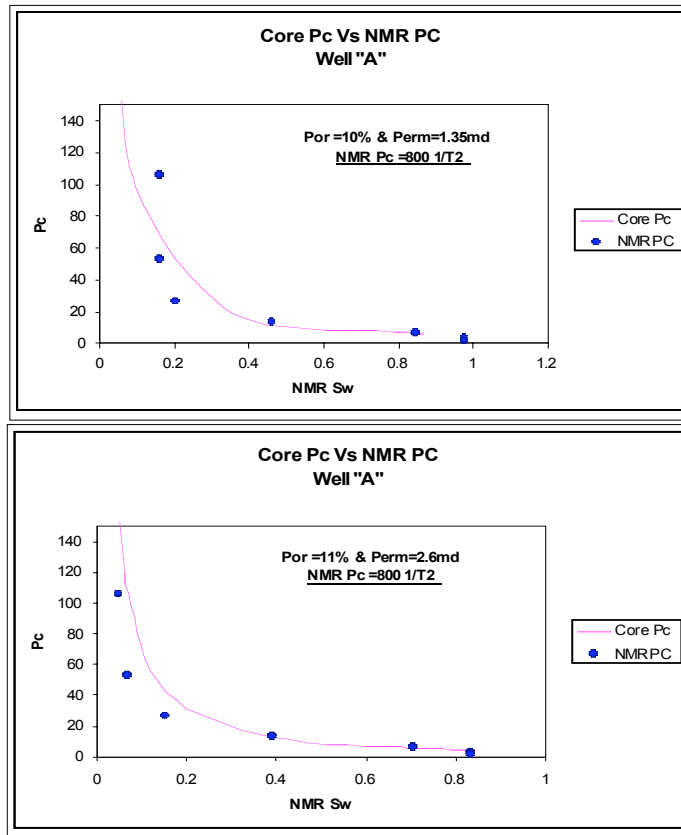 Core Pc Vs NMR PC
Well "A"
140
120
100
80
60
40
20
0
Pc
Por =10% & Perm=1.35md
NMR Pc =800 1/T2
0 0.2 0.4 0.6 0.8 1 1.2
NMR Sw
Core Pc
NMR PC
Core Pc Vs NMR PC
Well "A"
140
120
100
80
60
40
20
0
Pc
Por =11% & Perm=2.6md
NMR Pc =800 1/T2
0 0.2 0.4 0.6 0.8 1
NMR Sw
Core Pc
NMR PC